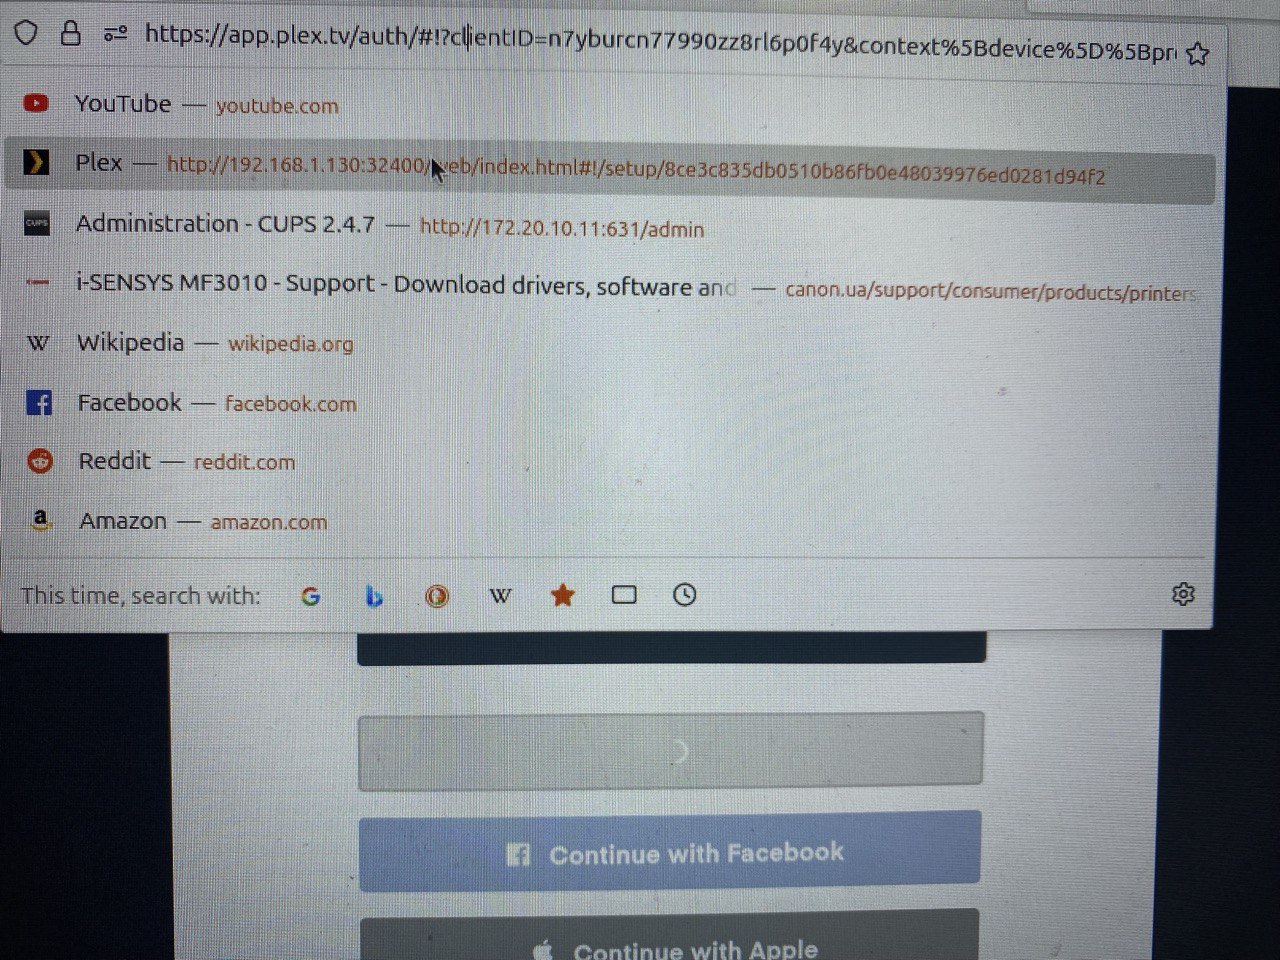 https://app.plex.tv/auth/#!?clientID=n7yburcn77990zz8rl6p0f4y&context%5Bdevice%5D%5Bpr
YouTube — youtube.com
Plex — http://192.168.1.130:32400/web/index.html#!/setup/8ce3c835db0510b86fb0e48039976ed0281d94f2
Administration - CUPS 2.4.7 — http://172.20.10.11:631/admin
i-SENSYS MF3010 - Support - Download drivers, software and — canon.ua/support/consumer/products/printers
W Wikipedia — wikipedia.org
Facebook — facebook.com
Reddit — reddit.com
a Amazon — amazon.com
This time, search with: G W
Continue with Facebook
Continue with Apple